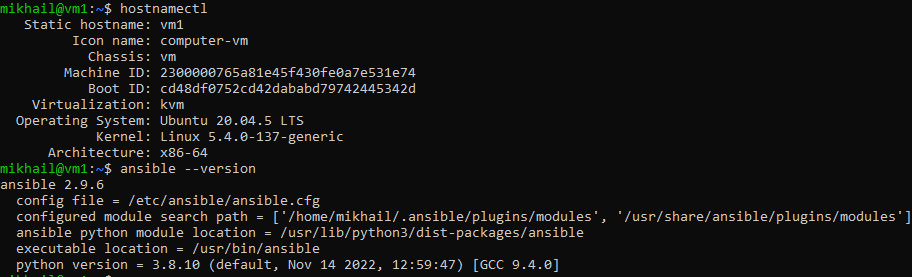 mikhail@vm1:~$ hostnamectl
Static hostname: vm1
Icon name: computer-vm
Chassis: vm
Machine ID: 2300000765a81e45f430fe0a7e531e74
Boot ID: cd48df0752cd42dababd79742445342d
Virtualization: kvm
Operating System: Ubuntu 20.04.5 LTS
Kernel: Linux 5.4.0-137-generic
Architecture: x86-64
mikhail@vm1:~$ ansible --version
ansible 2.9.6
config file = /etc/ansible/ansible.cfg
configured module search path = ['/home/mikhail/.ansible/plugins/modules', '/usr/share/ansible/plugins/modules']
ansible python module location = /usr/lib/python3/dist-packages/ansible
executable location = /usr/bin/ansible
python version = 3.8.10 (default, Nov 14 2022, 12:59:47) [GCC 9.4.0]